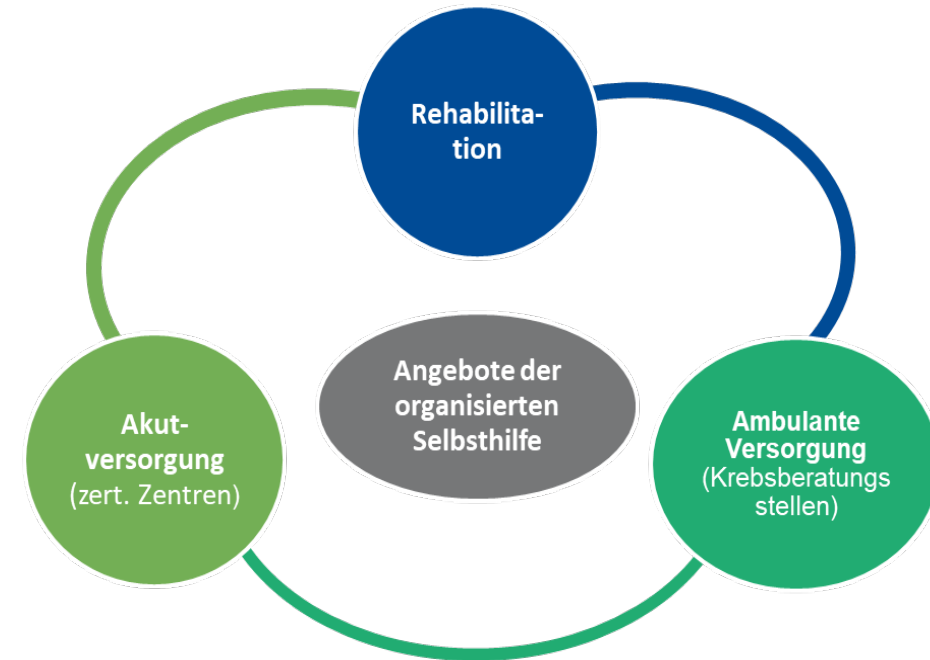 Rehabilita-
tion
Angebote der
organisierten
Selbsthilfe
Akut-
versorgung
(zert. Zentren)
Ambulante
Versorgung
(Krebsberatungs
stellen)